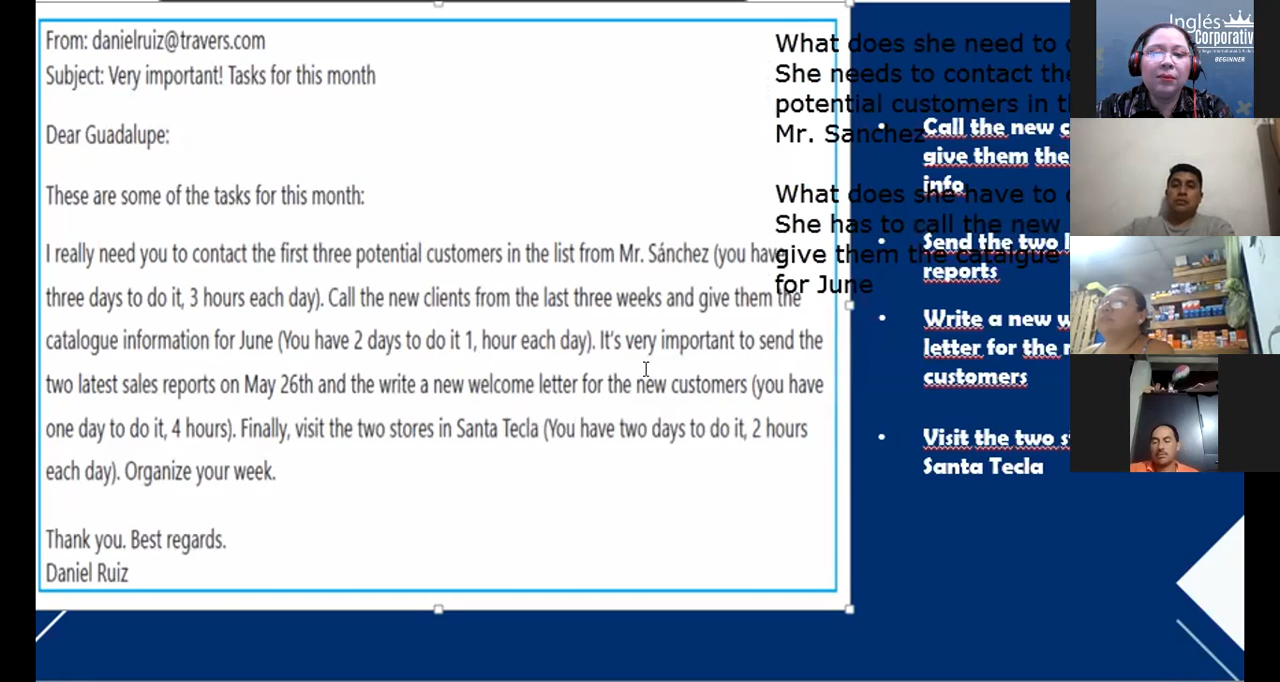 From: danielruiz@travers.com
Subject: Very important! Tasks for this month
Dear Guadalupe:
These are some of the tasks for this month:
I really need you to contact the first three potential customers in the list from Mr. Sánchez (you have
three days to do it, 3 hours each day). Call the new clients from the last three weeks and give them the
catalogue information for June (You have 2 days to do it 1, hour each day). It's very important to send the
two latest sales reports on May 26th and the write a new welcome letter for the new customers (you have
one day to do it, 4 hours). Finally, visit the two stores in Santa Tecla (You have two days to do it, 2 hours
each day). Organize your week.
Thank you. Best regards.
Daniel Ruiz
What does she need to
She needs to contact the
potential customers in
Mr. Sanchez
What does she have to
She has to call the new
give them the catalgue
for June
Call the new
give them the
info
Send the two
reports
Write a new
letter for the
customers
Visit the two
Santa Tecla
Inglés
Corporativ
BEGINNER